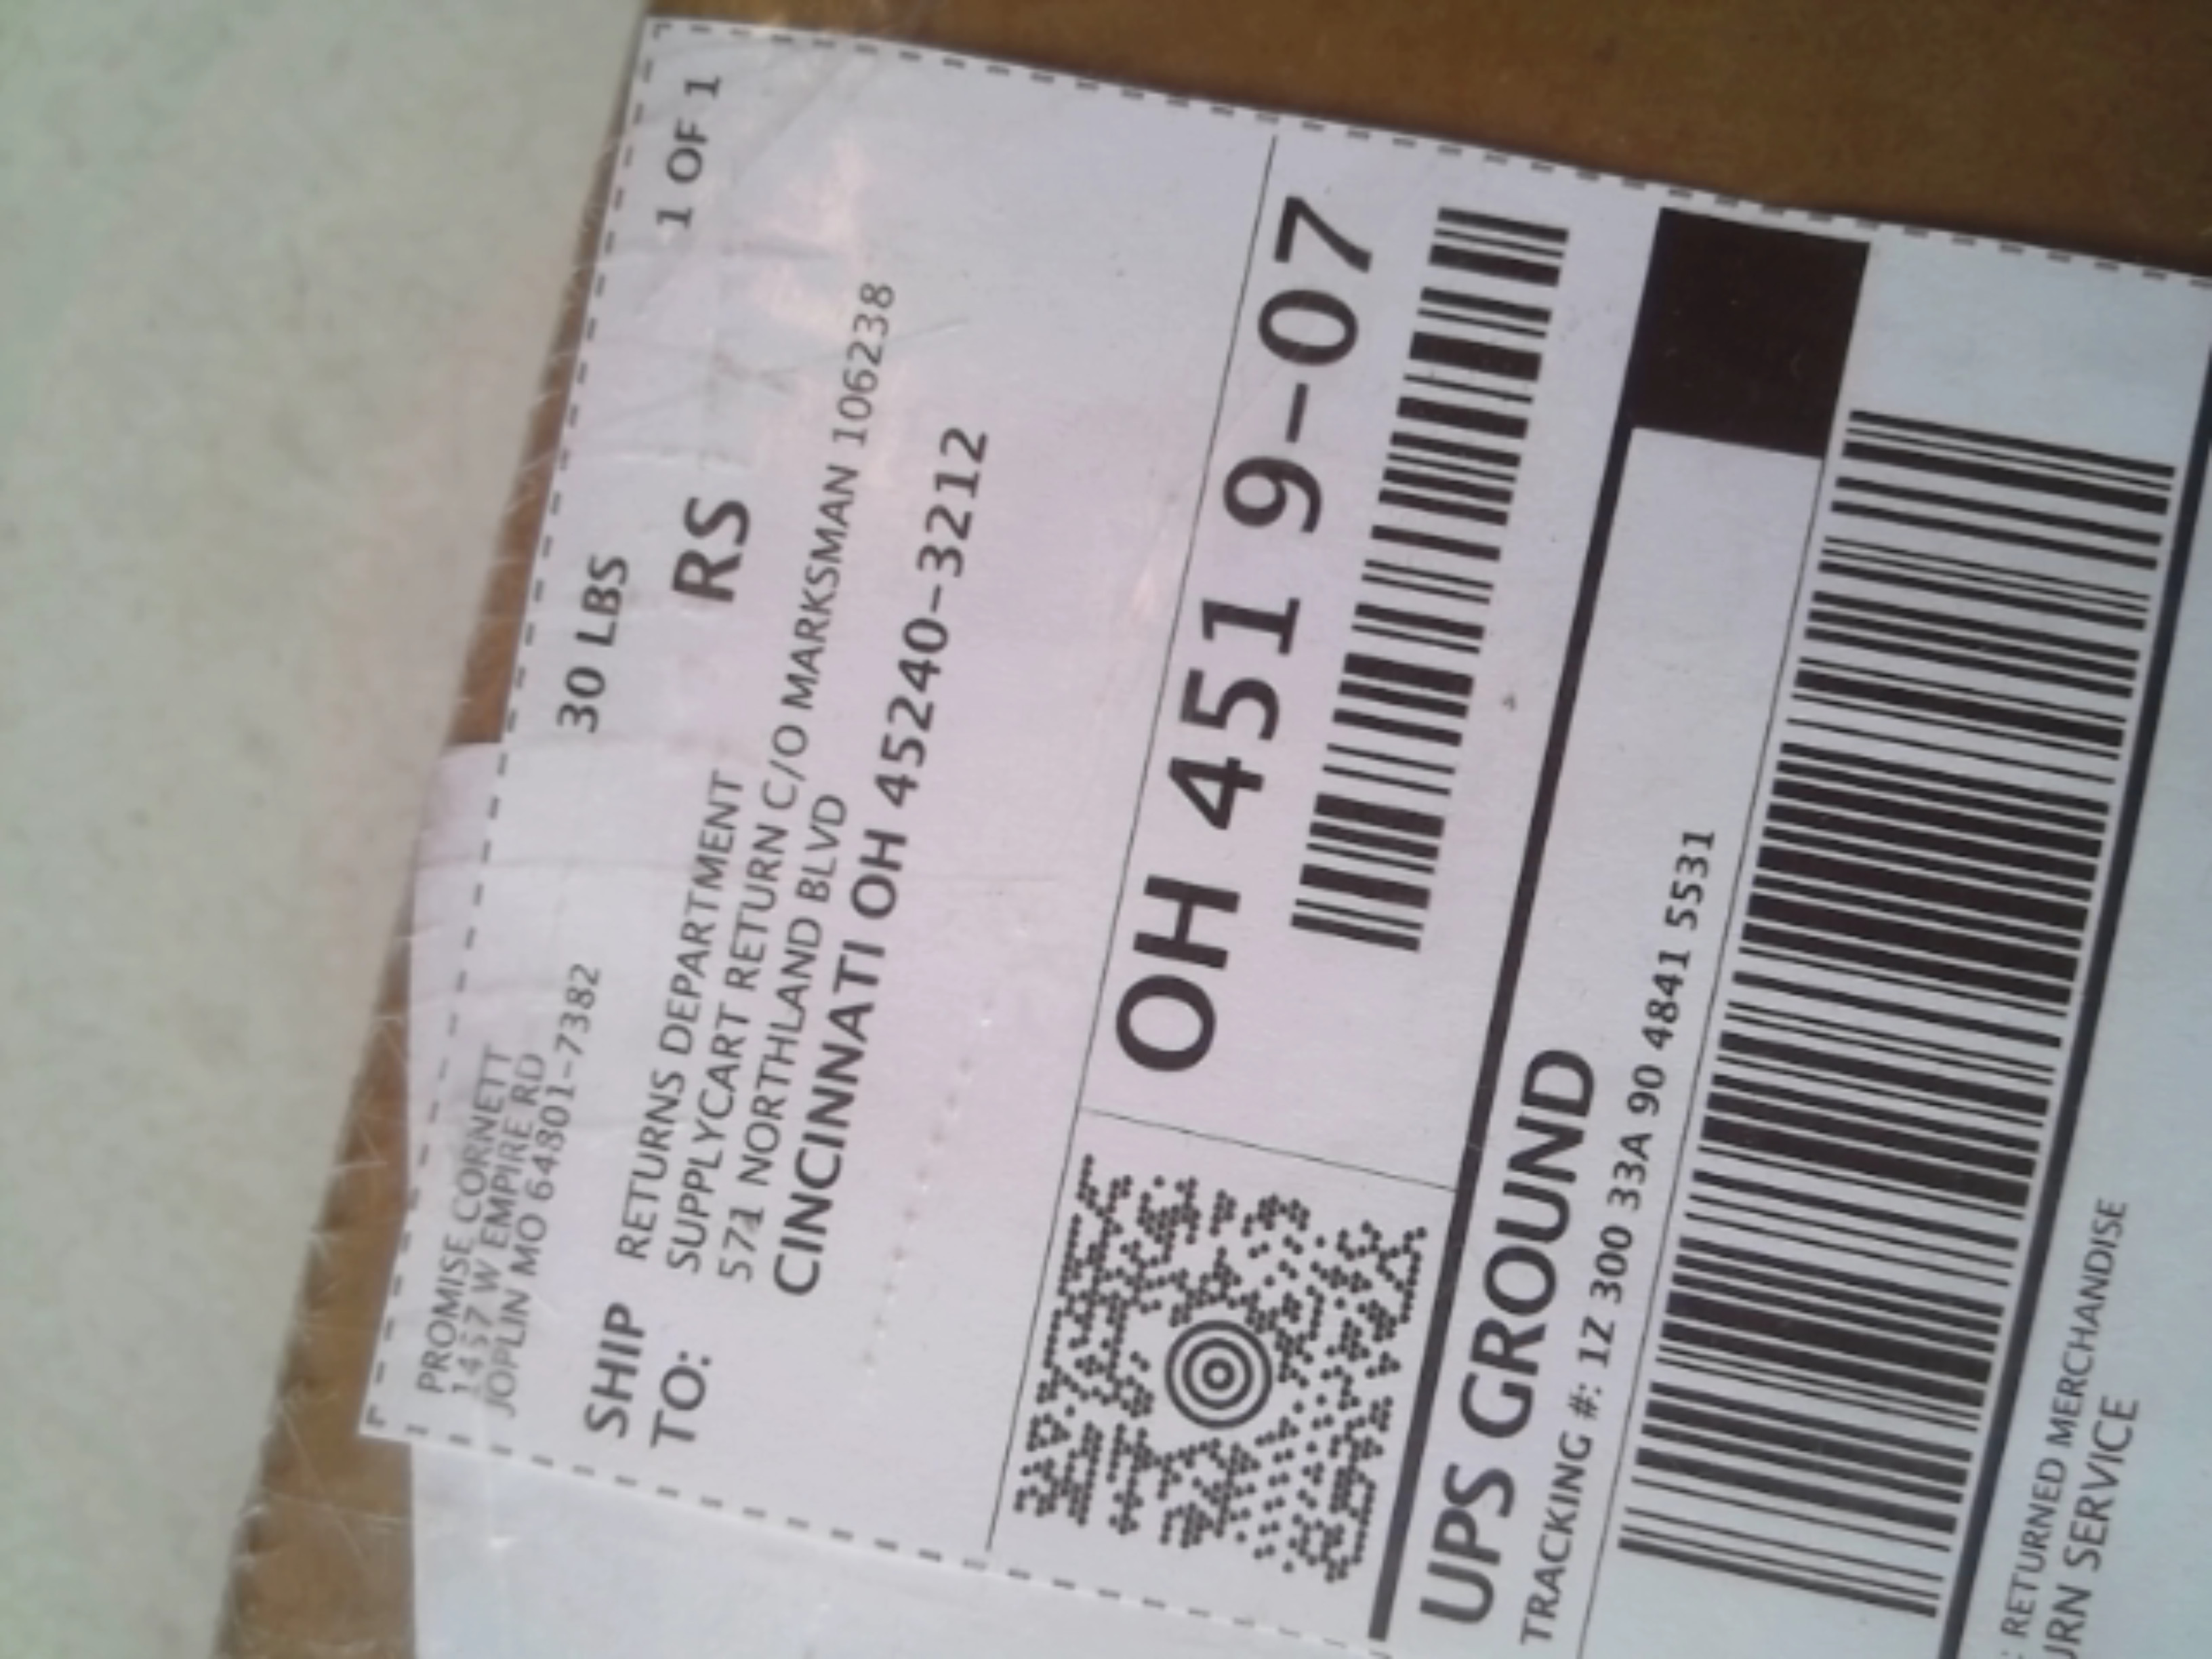 PROMISE CORNETT
1457 W EMPIRE RD
JOPLIN MO 64801-7382
30 LBS
1 OF 1
RS
SHIP
TO:
RETURNS DEPARTMENT
SUPPLYCART RETURN C/O MARKSMAN 106238
571 NORTHLAND BLVD
CINCINNATI OH 45240-3212
OH 451 9-07
UPS GROUND
TRACKING #: 1Z 300 33A 90 4841 5531
RETURNED MERCHANDISE
URN SERVICE